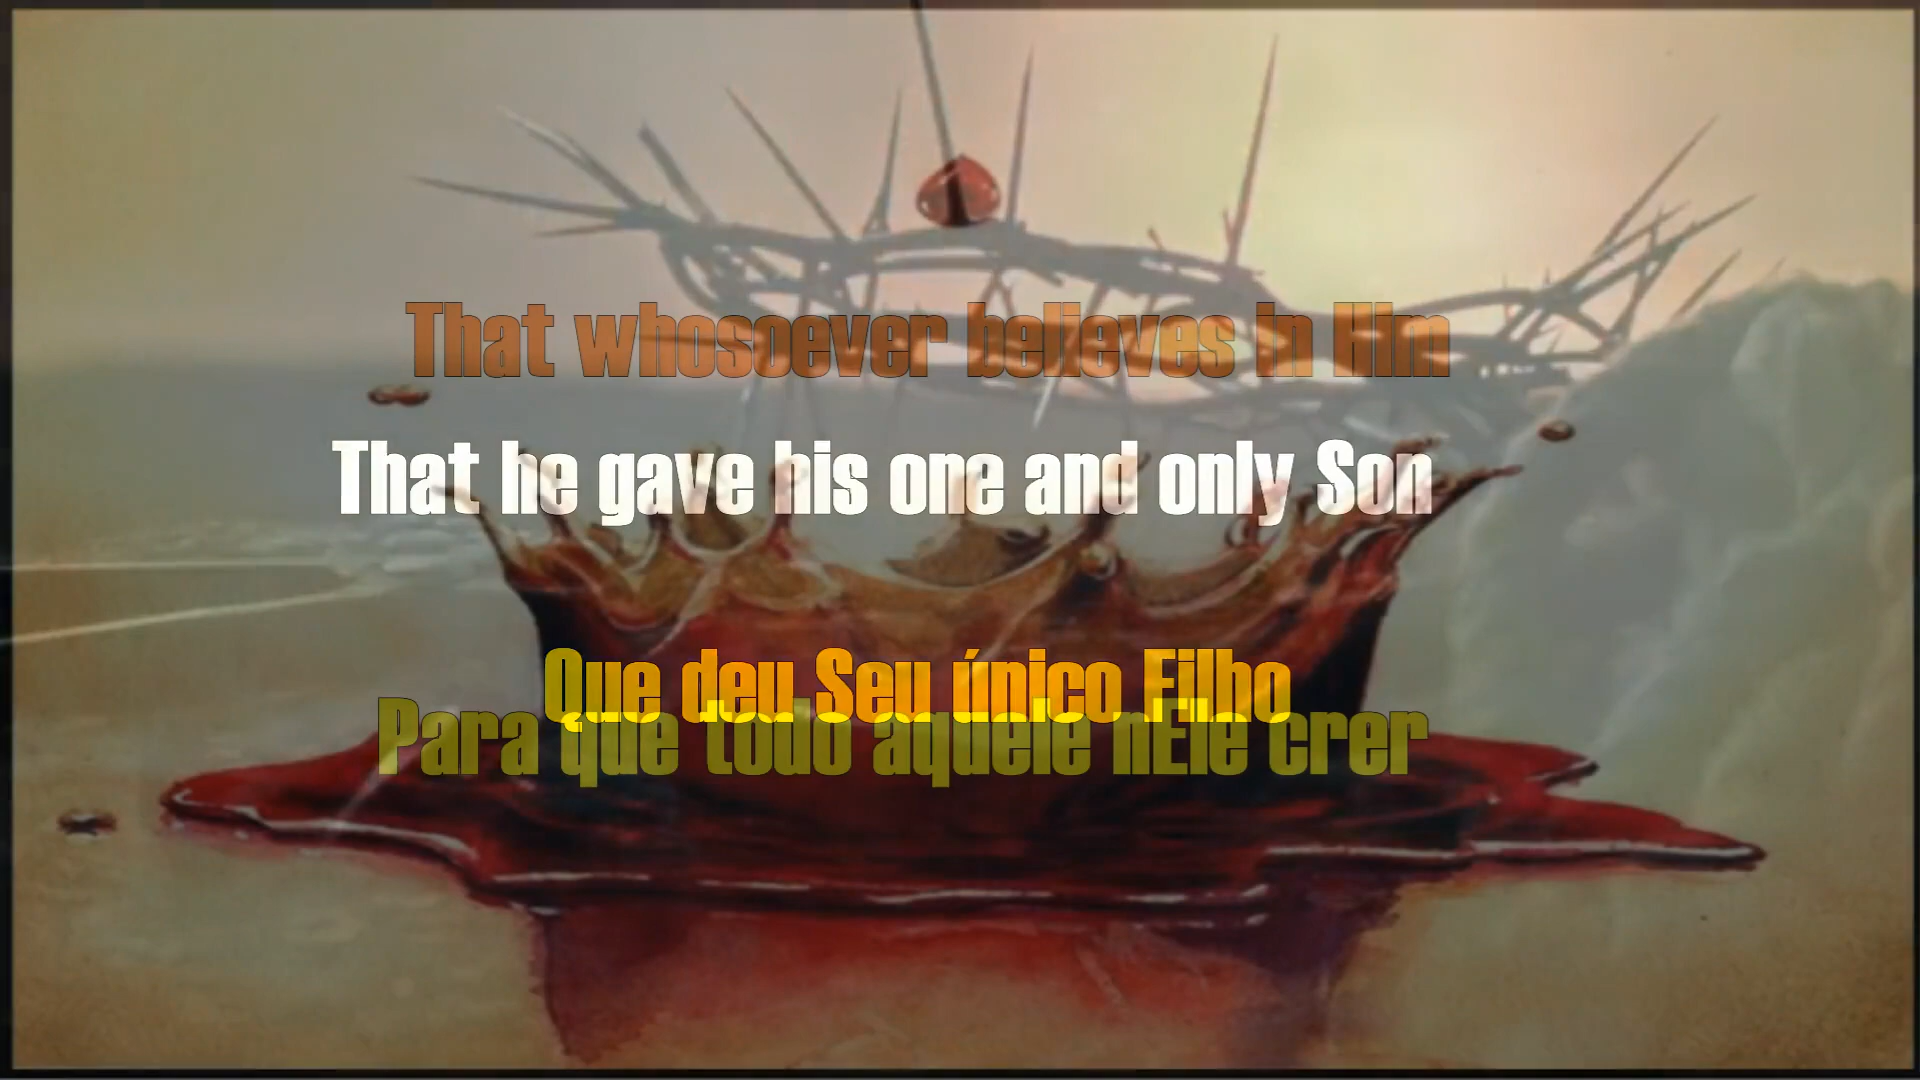 That whosoever believes in Him
That he gave his one and only Son
Que deu Seu único Filho
Para que todo aquele nEle crer